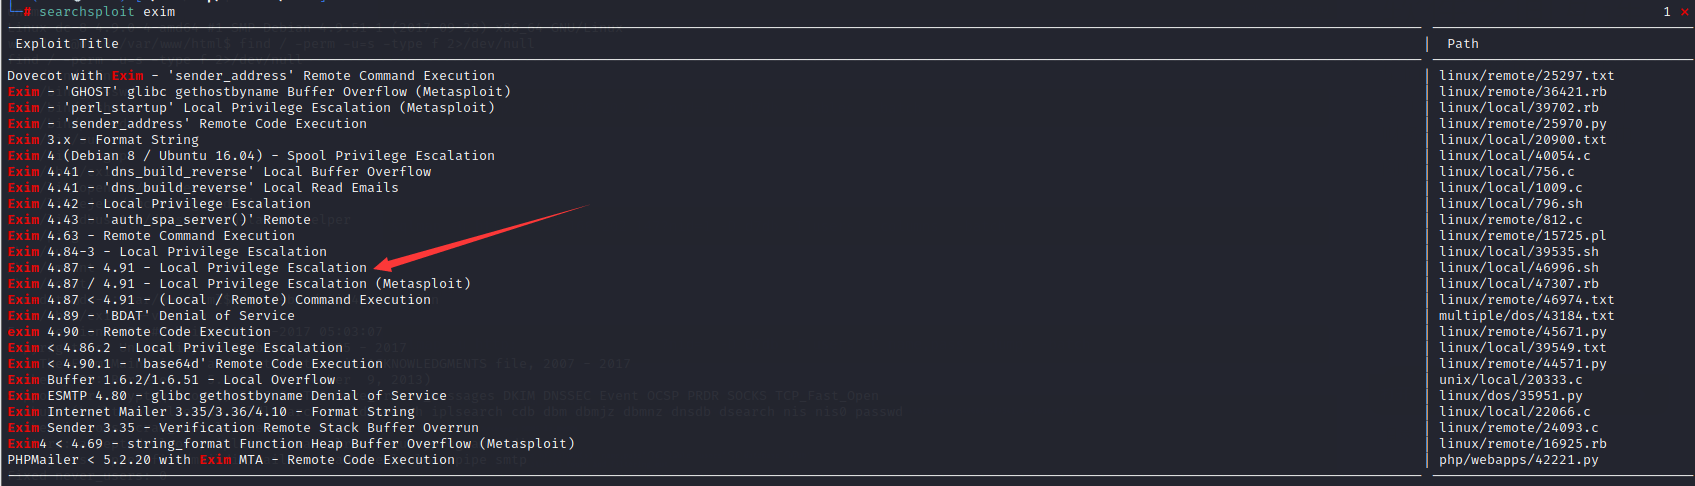 # searchsploit exim
1 ×
Exploit Title | Path
Dovecot with Exim - 'sender_address' Remote Command Execution | linux/remote/25297.txt
Exim - 'GHOST' glibc gethostbyname Buffer Overflow (Metasploit) | linux/remote/36421.rb
Exim - 'perl_startup' Local Privilege Escalation (Metasploit) | linux/local/39702.rb
Exim - 'sender_address' Remote Code Execution | linux/remote/25970.py
Exim 3.x - Format String | linux/local/20900.txt
Exim 4 (Debian 8 / Ubuntu 16.04) - Spool Privilege Escalation | linux/local/40054.c
Exim 4.41 - 'dns_build_reverse' Local Buffer Overflow | linux/local/756.c
Exim 4.41 - 'dns_build_reverse' Local Read Emails | linux/local/1009.c
Exim 4.42 - Local Privilege Escalation | linux/local/796.sh
Exim 4.43 - 'auth_spa_server()' Remote | linux/remote/812.c
Exim 4.63 - Remote Command Execution | linux/remote/15725.pl
Exim 4.84-3 - Local Privilege Escalation | linux/local/39535.sh
Exim 4.87 - 4.91 - Local Privilege Escalation | linux/local/46996.sh
Exim 4.87 / 4.91 - Local Privilege Escalation (Metasploit) | linux/local/47307.rb
Exim 4.87 < 4.91 - (Local / Remote) Command Execution | linux/remote/46974.txt
Exim 4.89 - 'BDAT' Denial of Service | multiple/dos/43184.txt
exim 4.90 - Remote Code Execution | linux/remote/45671.py
Exim < 4.86.2 - Local Privilege Escalation | linux/local/39549.txt
Exim < 4.90.1 - 'base64d' Remote Code Execution | linux/remote/44571.py
Exim Buffer 1.6.2/1.6.51 - Local Overflow | unix/local/20333.c
Exim ESMTP 4.80 - glibc gethostbyname Denial of Service | linux/dos/35951.py
Exim Internet Mailer 3.35/3.36/4.10 - Format String | linux/local/22066.c
Exim Sender 3.35 - Verification Remote Stack Buffer Overrun | linux/remote/24093.c
Exim4 < 4.69 - string_format Function Heap Buffer Overflow (Metasploit) | linux/remote/16925.rb
PHPMailer < 5.2.20 with Exim MTA - Remote Code Execution | php/webapps/42221.py